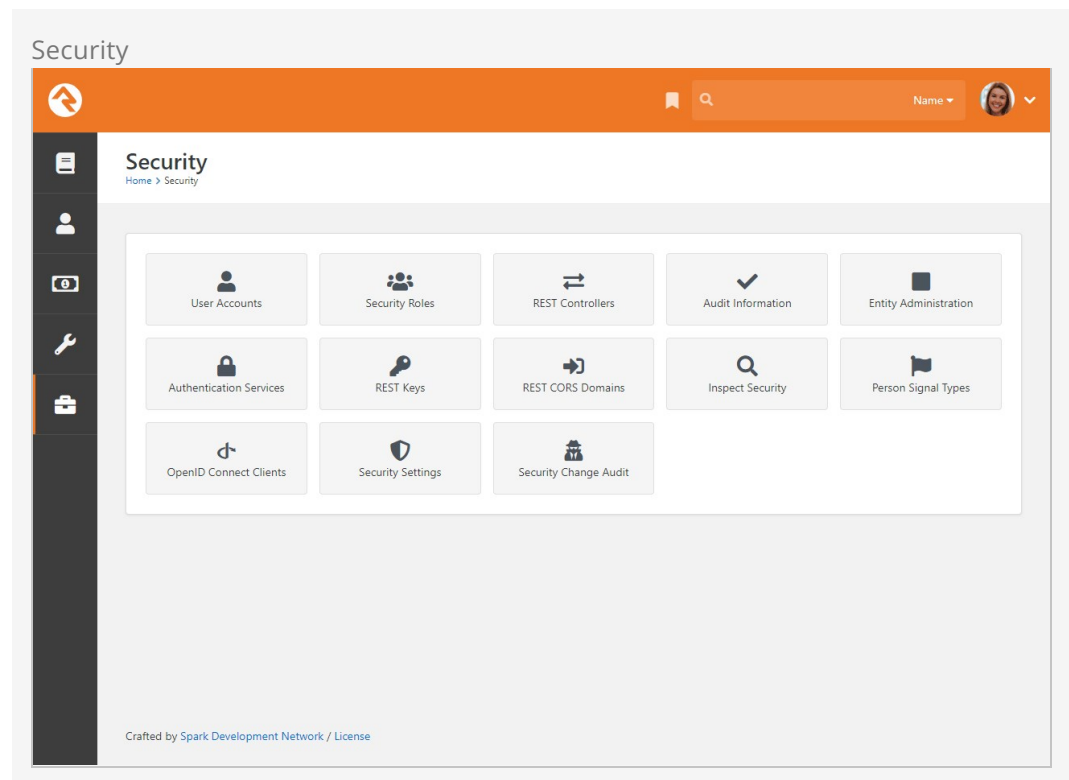 Security
Name
Security
Home > Security
User Accounts
Security Roles
REST Controllers
Audit Information
Entity Administration
Authentication Services
REST Keys
REST CORS Domains
Inspect Security
Person Signal Types
OpenID Connect Clients
Security Settings
Security Change Audit
Crafted by Spark Development Network / License